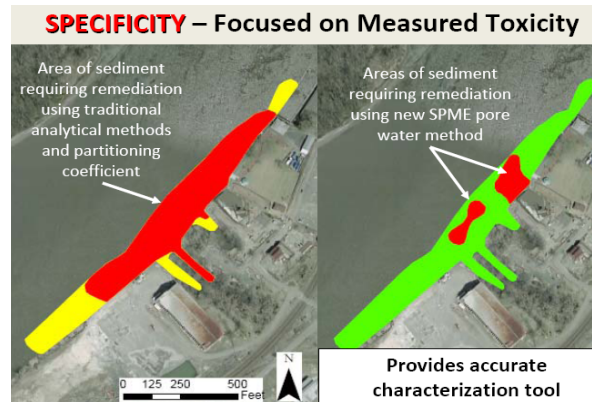 SPECIFICITY – Focused on Measured Toxicity
Area of sediment
requiring remediation
using traditional
analytical methods
and partitioning
coefficient
Areas of sediment
requiring remediation
using new SPME pore
water method
N
0 125 250 500
Feet
Provides accurate
characterization tool